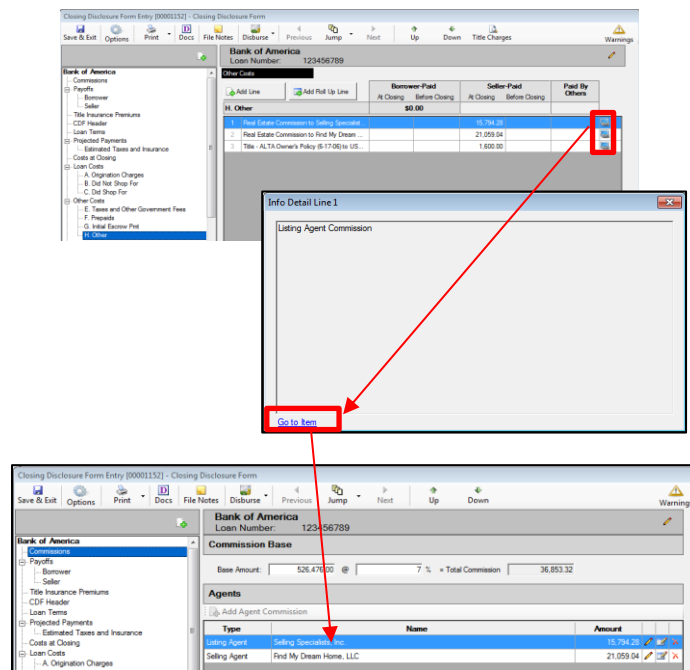 Closing Disclosure Form Entry [00001152] - Closing Disclosure Form
Save & Exit Options Print Docs File Notes Disburse Previous Jump Next Up Down Title Charges Warnings
Bank of America
Loan Number: 123456789
Bank of America
Commissions
Payoffs
Borrower
Seller
Title Insurance Premiums
CDF Header
Loan Terms
Projected Payments
Estimated Taxes and Insurance
Costs at Closing
Loan Costs
A. Origination Charges
B. Did Not Shop For
C. Did Shop For
Other Costs
E. Taxes and Other Government Fees
F. Prepaids
G. Initial Escrow Pmt
H. Other
Other Costs
Add Line Add Roll Up Line Borrower-Paid Seller-Paid Paid By Others
At Closing Before Closing At Closing Before Closing
H. Other $0.00
1 Real Estate Commission to Selling Specialist ... 15,794.28
2 Real Estate Commission to Find My Dream ... 21,059.04
3 Title - ALTA Owner's Policy (6-17-06) to US... 1,600.00
Info Detail Line 1
Listing Agent Commission
Go to Item
Closing Disclosure Form Entry [00001152] - Closing Disclosure Form
Save & Exit Options Print Docs File Notes Disburse Previous Jump Next Up Down Warning
Bank of America
Loan Number: 123456789
Bank of America
Commissions
Payoffs
Borrower
Seller
Title Insurance Premiums
CDF Header
Loan Terms
Projected Payments
Estimated Taxes and Insurance
Costs at Closing
Loan Costs
A. Origination Charges
Commission Base
Base Amount: 526,476.00 @ 7 % = Total Commission 36,853.32
Agents
Add Agent Commission
Type Name Amount
Listing Agent Selling Specialists, Inc. 15,794.28
Selling Agent Find My Dream Home, LLC 21,059.04